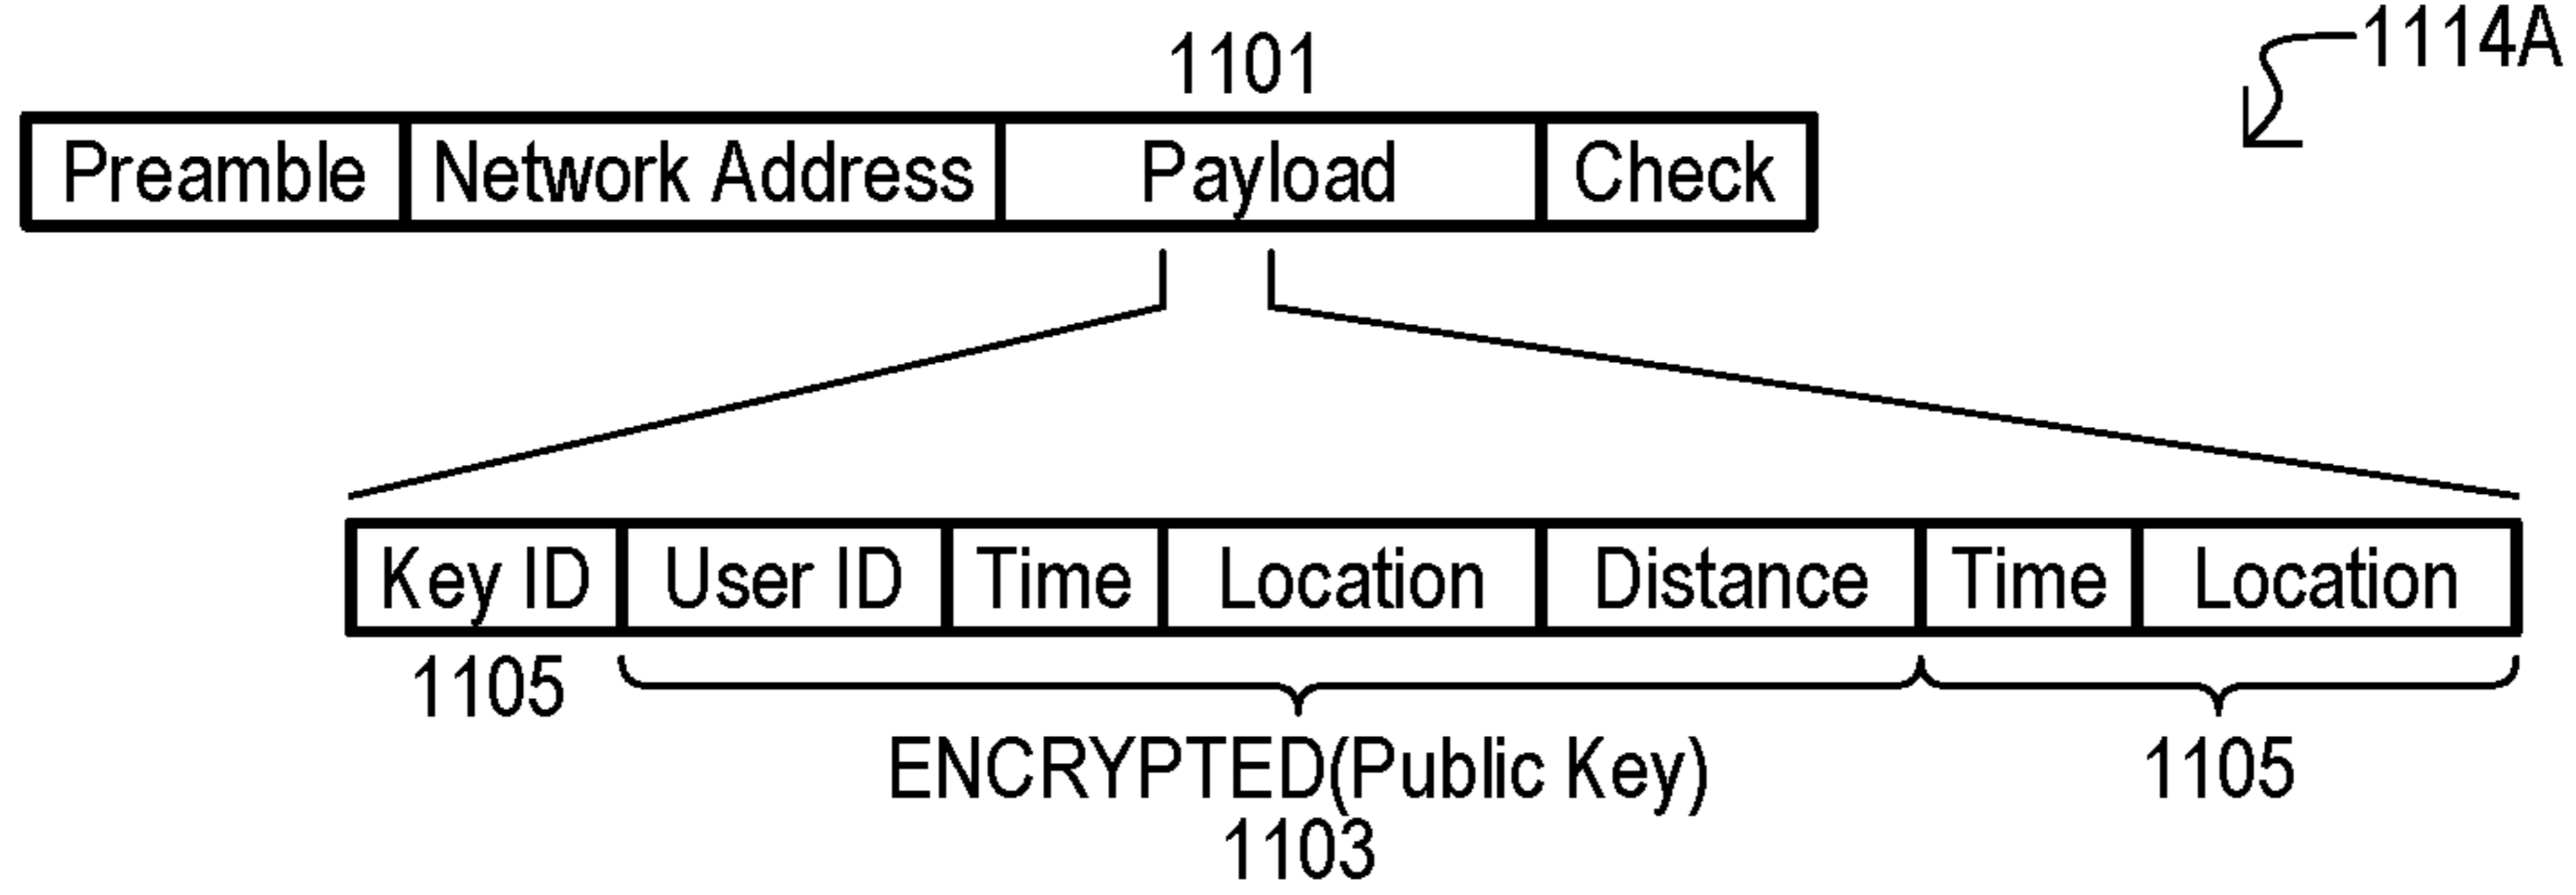 1114A
1101
Preamble Network Address Payload Check
Key ID User ID Time Location Distance Time Location
1105 ENCRYPTED(Public Key) 1105
1103